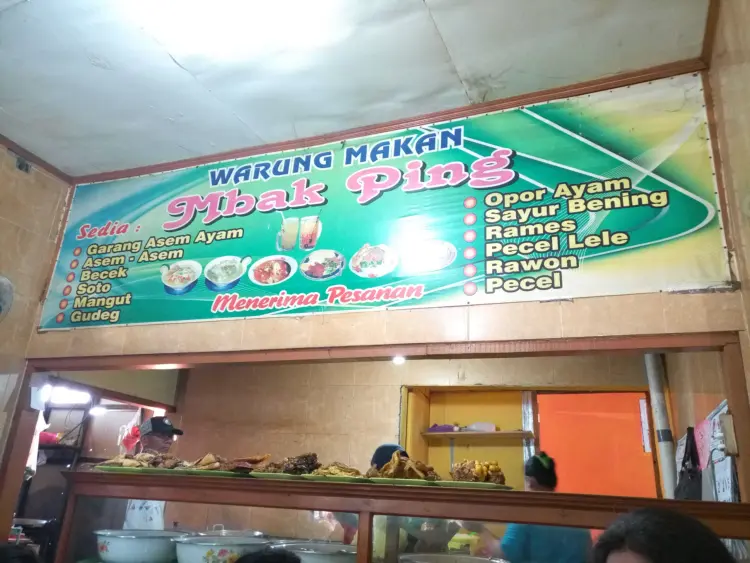 WARUNG MAKAN
Mbak Ping
Sedia :
Garang Asem Ayam
Asem - Asem
Becek
Soto
Mangut
Gudeg
Opor Ayam
Sayur Bening
Rames
Pecel Lele
Rawon
Pecel
Menerima Pesanan